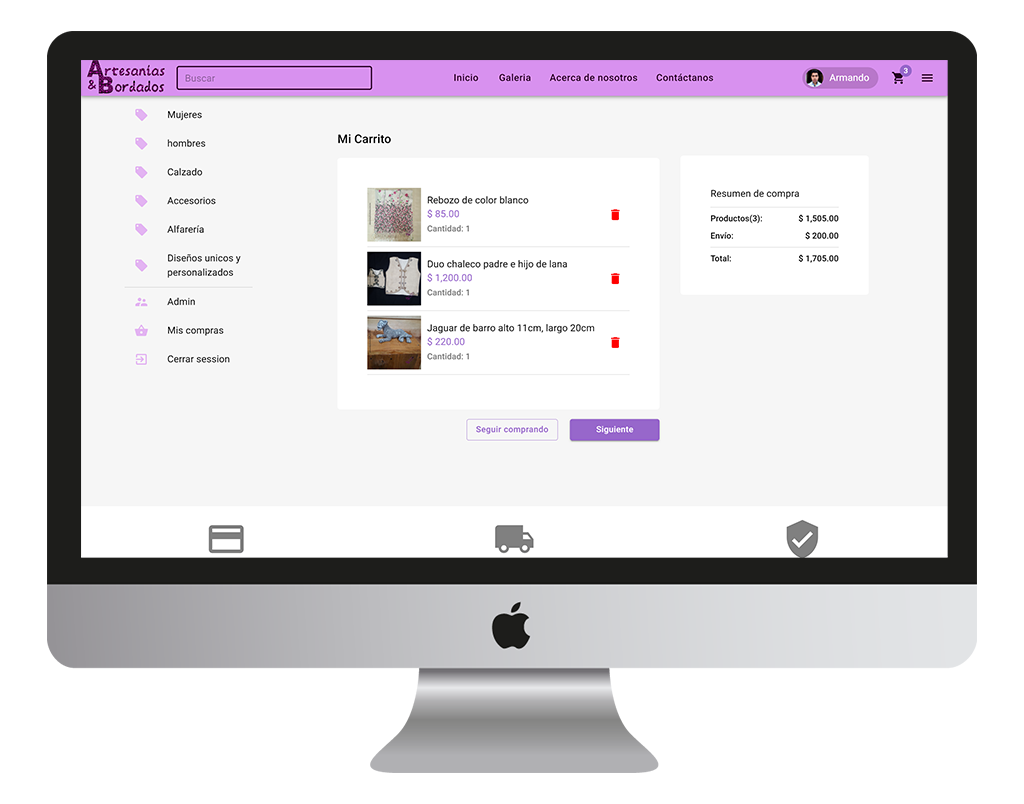 Artesanías
& Bordados
Buscar
Inicio
Galeria
Acerca de nosotros
Contáctanos
Armando
3
Mujeres
hombres
Calzado
Accesorios
Alfarería
Diseños unicos y
personalizados
Admin
Mis compras
Cerrar session
Mi Carrito
Rebozo de color blanco
$ 85.00
Cantidad: 1
Duo chaleco padre e hijo de lana
$ 1,200.00
Cantidad: 1
Jaguar de barro alto 11cm, largo 20cm
$ 220.00
Cantidad: 1
Seguir comprando
Siguiente
Resumen de compra
Productos(3): $ 1,505.00
Envío: $ 200.00
Total: $ 1,705.00